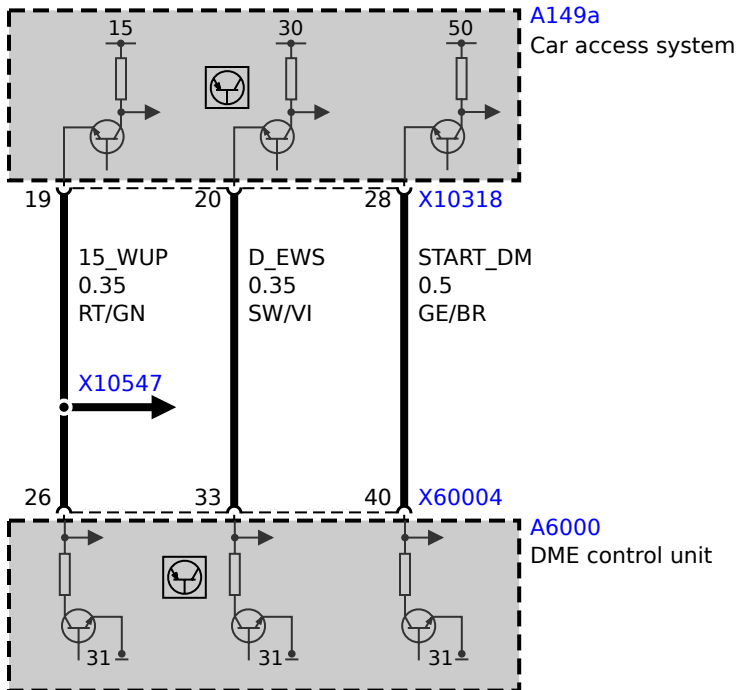 A149a
Car access system
15
30
50
19
20
28
X10318
15_WUP
0.35
RT/GN
D_EWS
0.35
SW/VI
START_DM
0.5
GE/BR
X10547
26
33
40
X60004
A6000
DME control unit
31
31
31